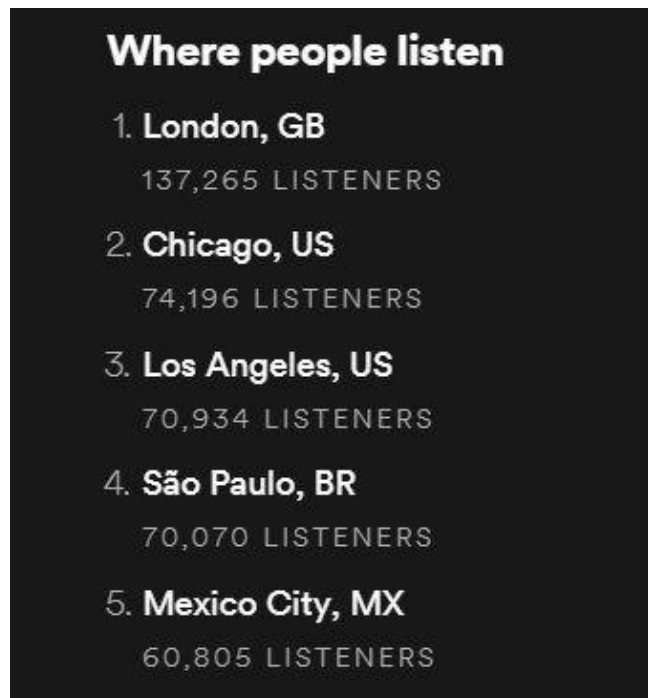 Where people listen
1. London, GB
137,265 LISTENERS
2. Chicago, US
74,196 LISTENERS
3. Los Angeles, US
70,934 LISTENERS
4. São Paulo, BR
70,070 LISTENERS
5. Mexico City, MX
60,805 LISTENERS